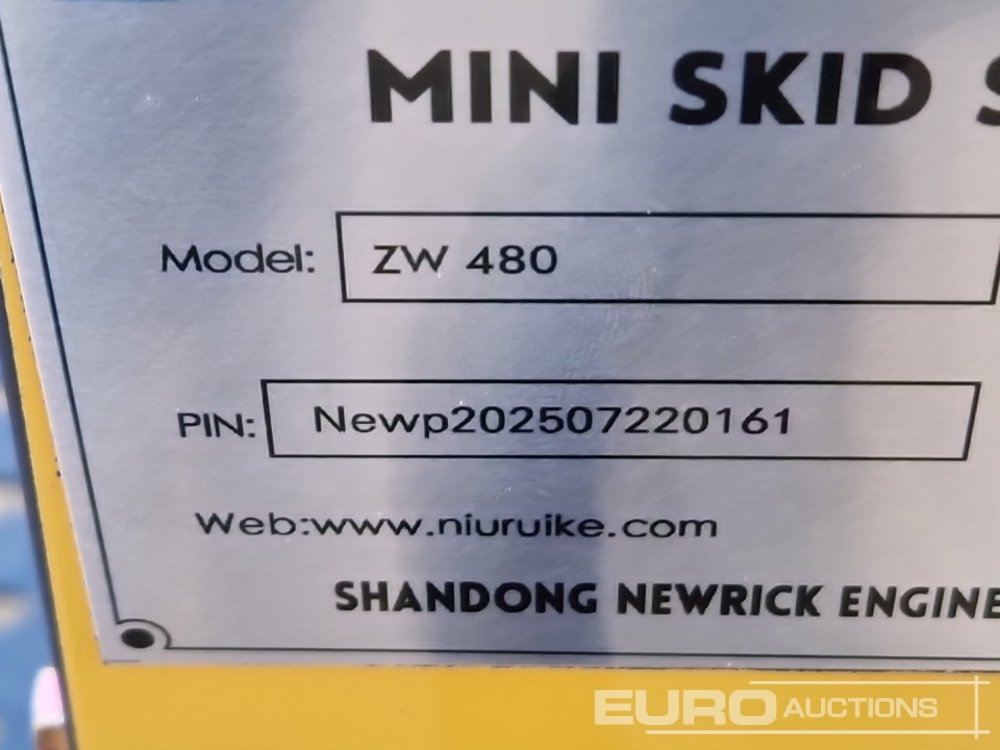 MINI SKID
Model: ZW 480
PIN: Newp202507220161
Web:www.niuruike.com
SHANDONG NEWRICK ENGINE
EURO AUCTIONS